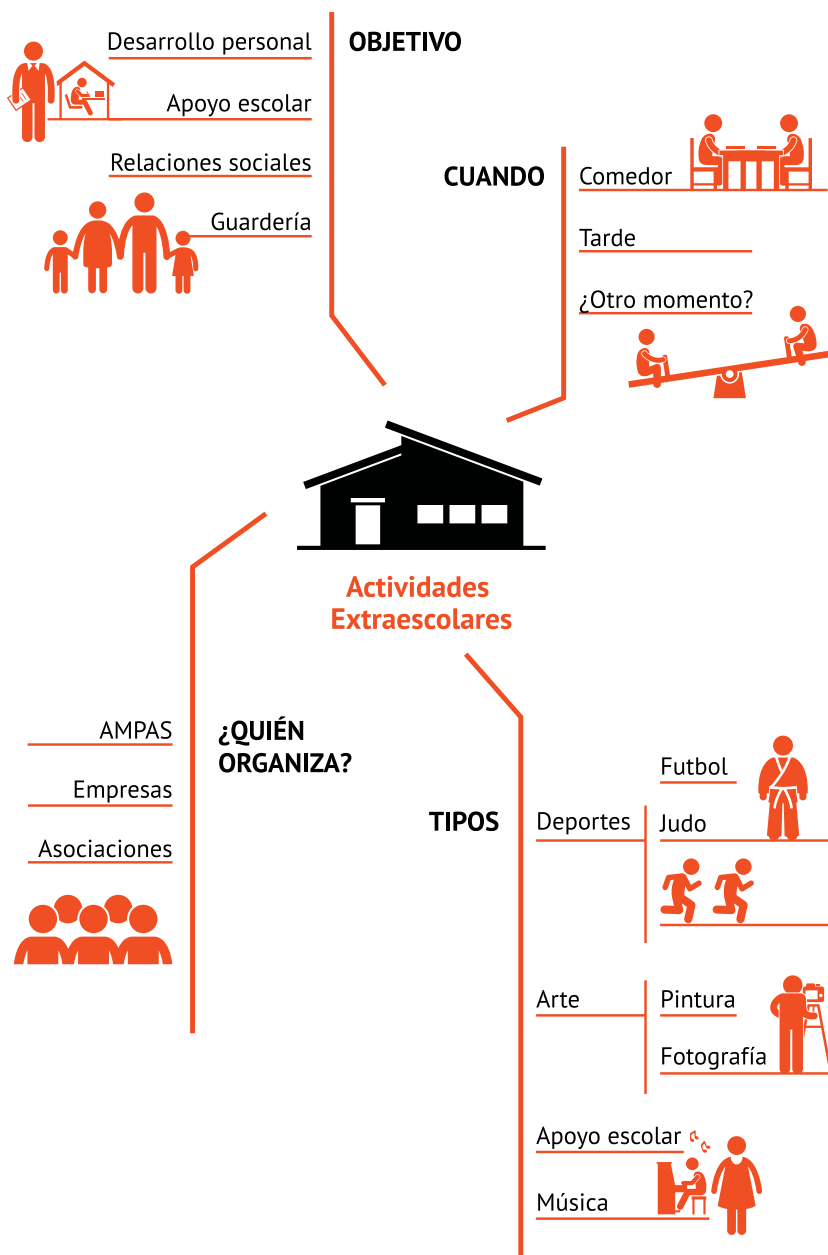 OBJETIVO
Desarrollo personal
Apoyo escolar
Relaciones sociales
Guardería
CUANDO
Comedor
Tarde
¿Otro momento?
Actividades
Extraescolares
¿QUIÉN
ORGANIZA?
AMPAS
Empresas
Asociaciones
TIPOS
Deportes
Futbol
Judo
Arte
Pintura
Fotografía
Apoyo escolar
Música